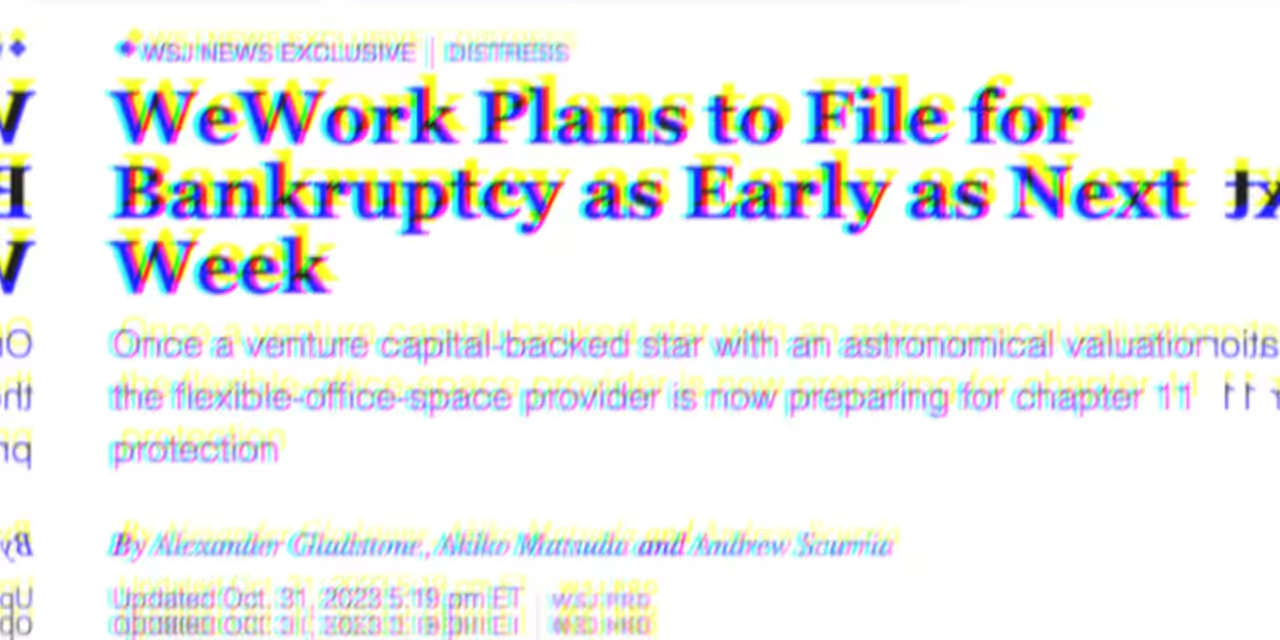 WSJ NEWS EXCLUSIVE | DISTRESS
WeWork Plans to File for
Bankruptcy as Early as Next
Week
Once a venture capital-backed star with an astronomical valuation
the flexible-office-space provider is now preparing for chapter 11
protection
By Alexander Gladstone, Akiko Matsuda and Andrew Scurria
Updated Oct. 31, 2023 5:19 pm ET | WSJ PRO